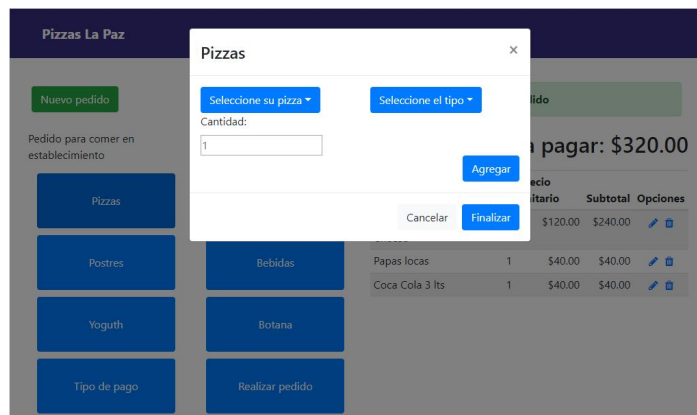 Pizzas La Paz
Pizzas ×
Seleccione su pizza
Seleccione el tipo
Cantidad:
1
Agregar
Cancelar
Finalizar
Nuevo pedido
Pedido para comer en
establecimiento
Pizzas
Postres
Bebidas
Yoguth
Botana
Tipo de pago
Realizar pedido
pagar: $320.00
Subtotal Opciones
$120.00 $240.00
Papas locas 1 $40.00 $40.00
Coca Cola 3 lts 1 $40.00 $40.00